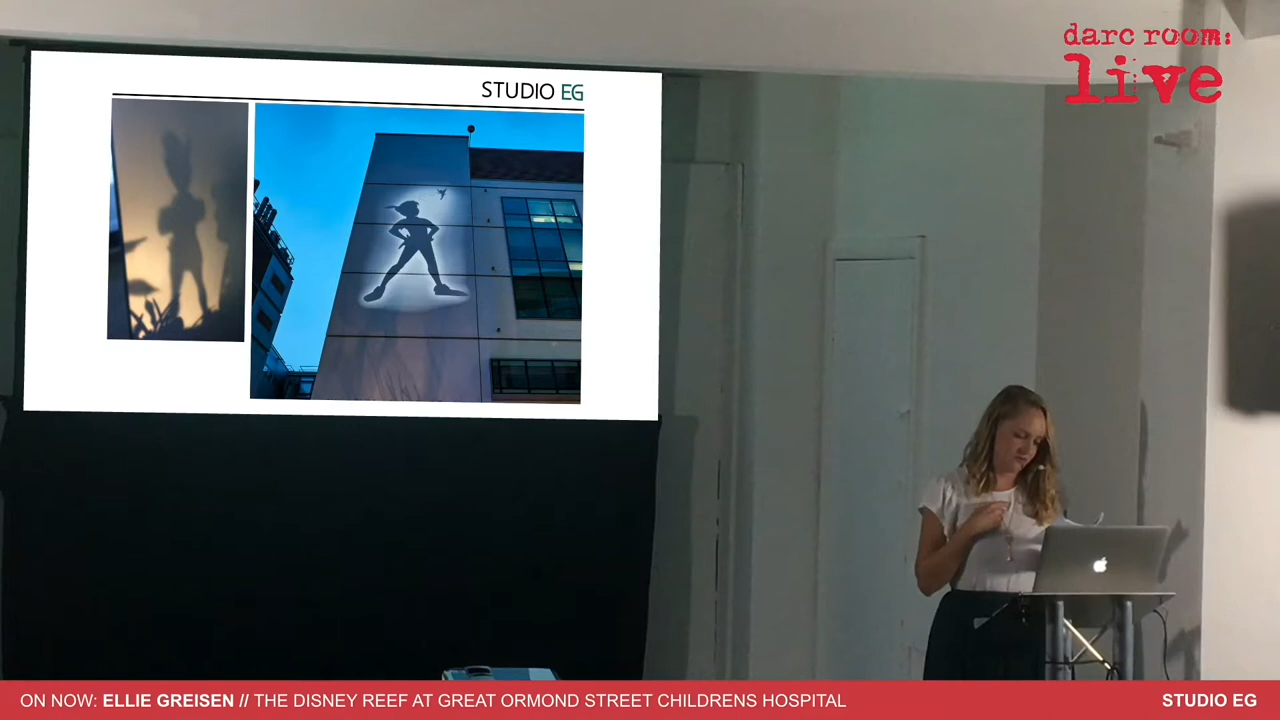 darc room:
live
STUDIO EG
ON NOW: ELLIE GREISEN // THE DISNEY REEF AT GREAT ORMOND STREET CHILDRENS HOSPITAL
STUDIO EG